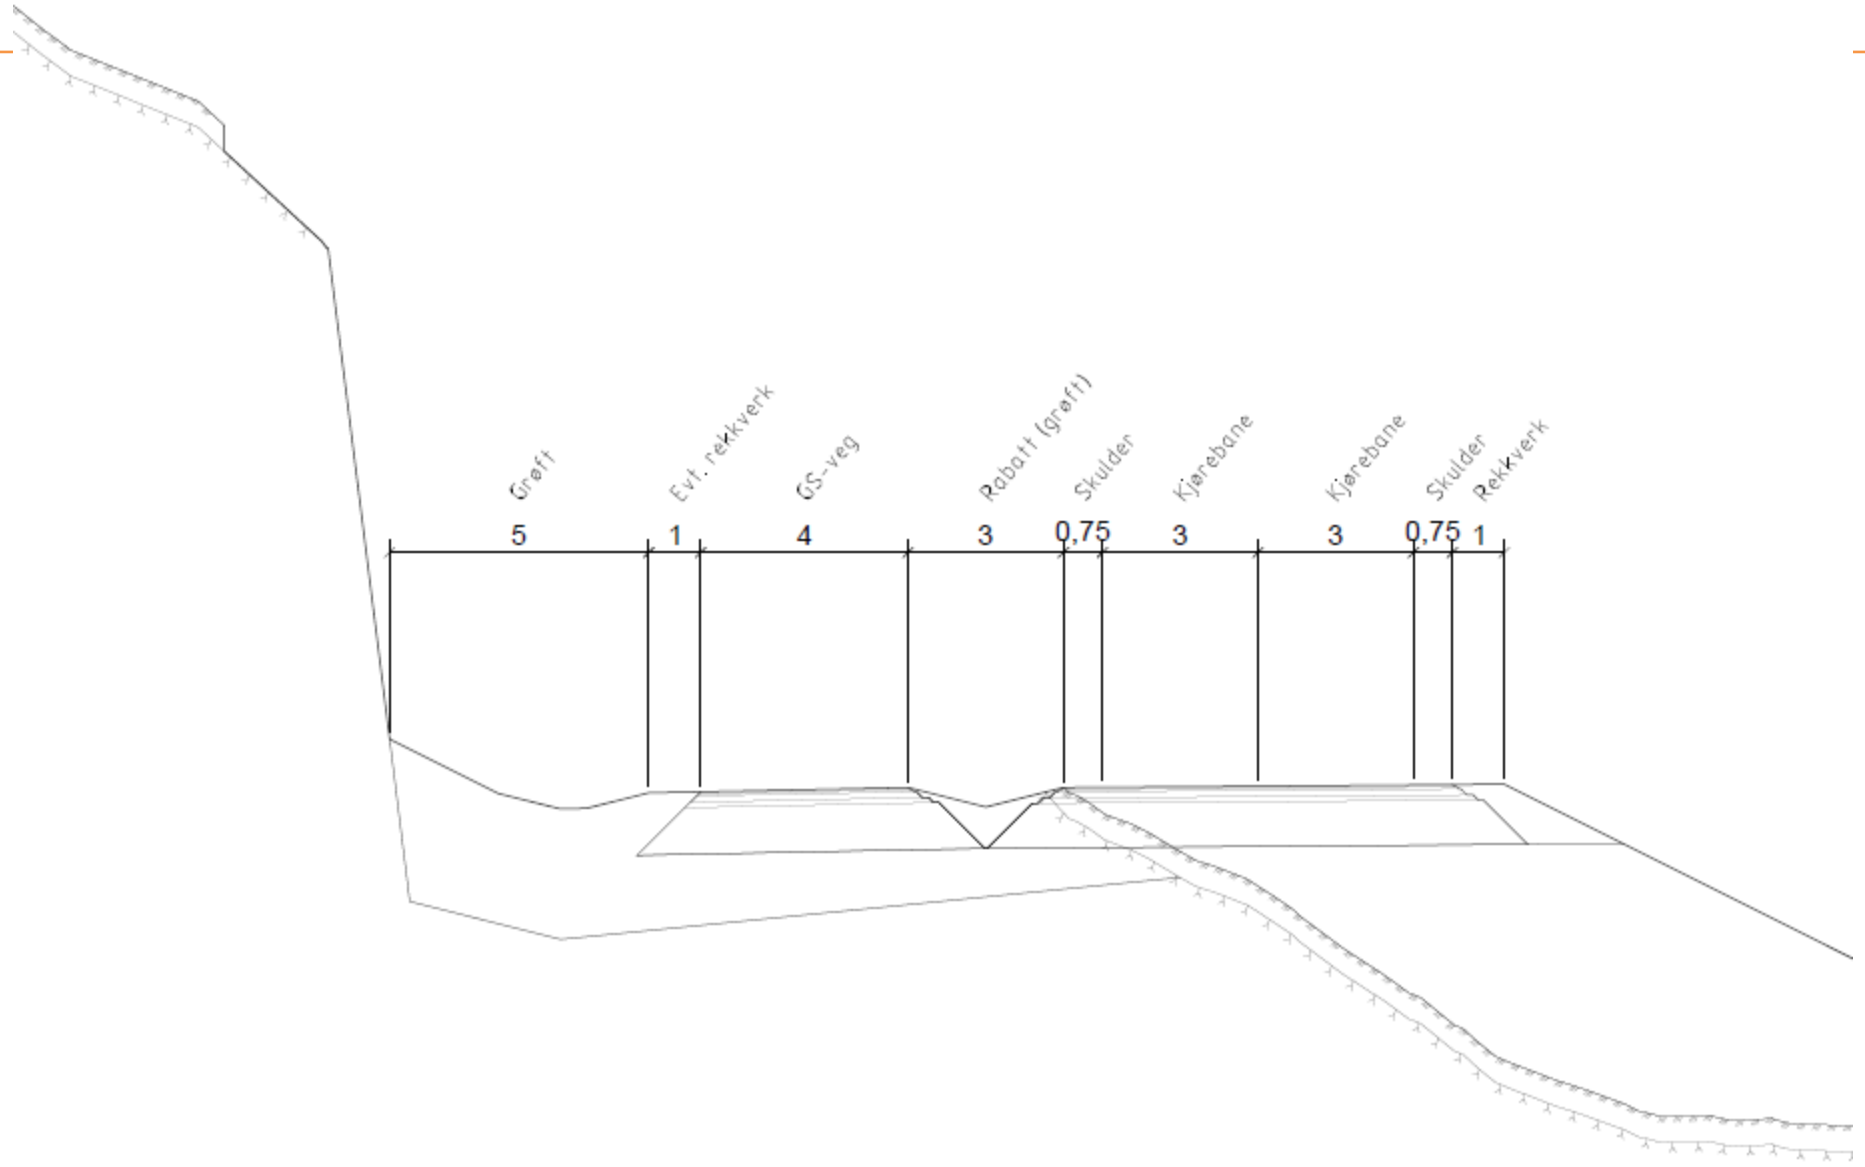 Grøft
Evt. rekkverk
GS-veg
Rabatt (grøft)
Skulder
Kjørebane
Kjørebane
Skulder
Rekkverk
5
1
4
3
0,75
3
3
0,75
1